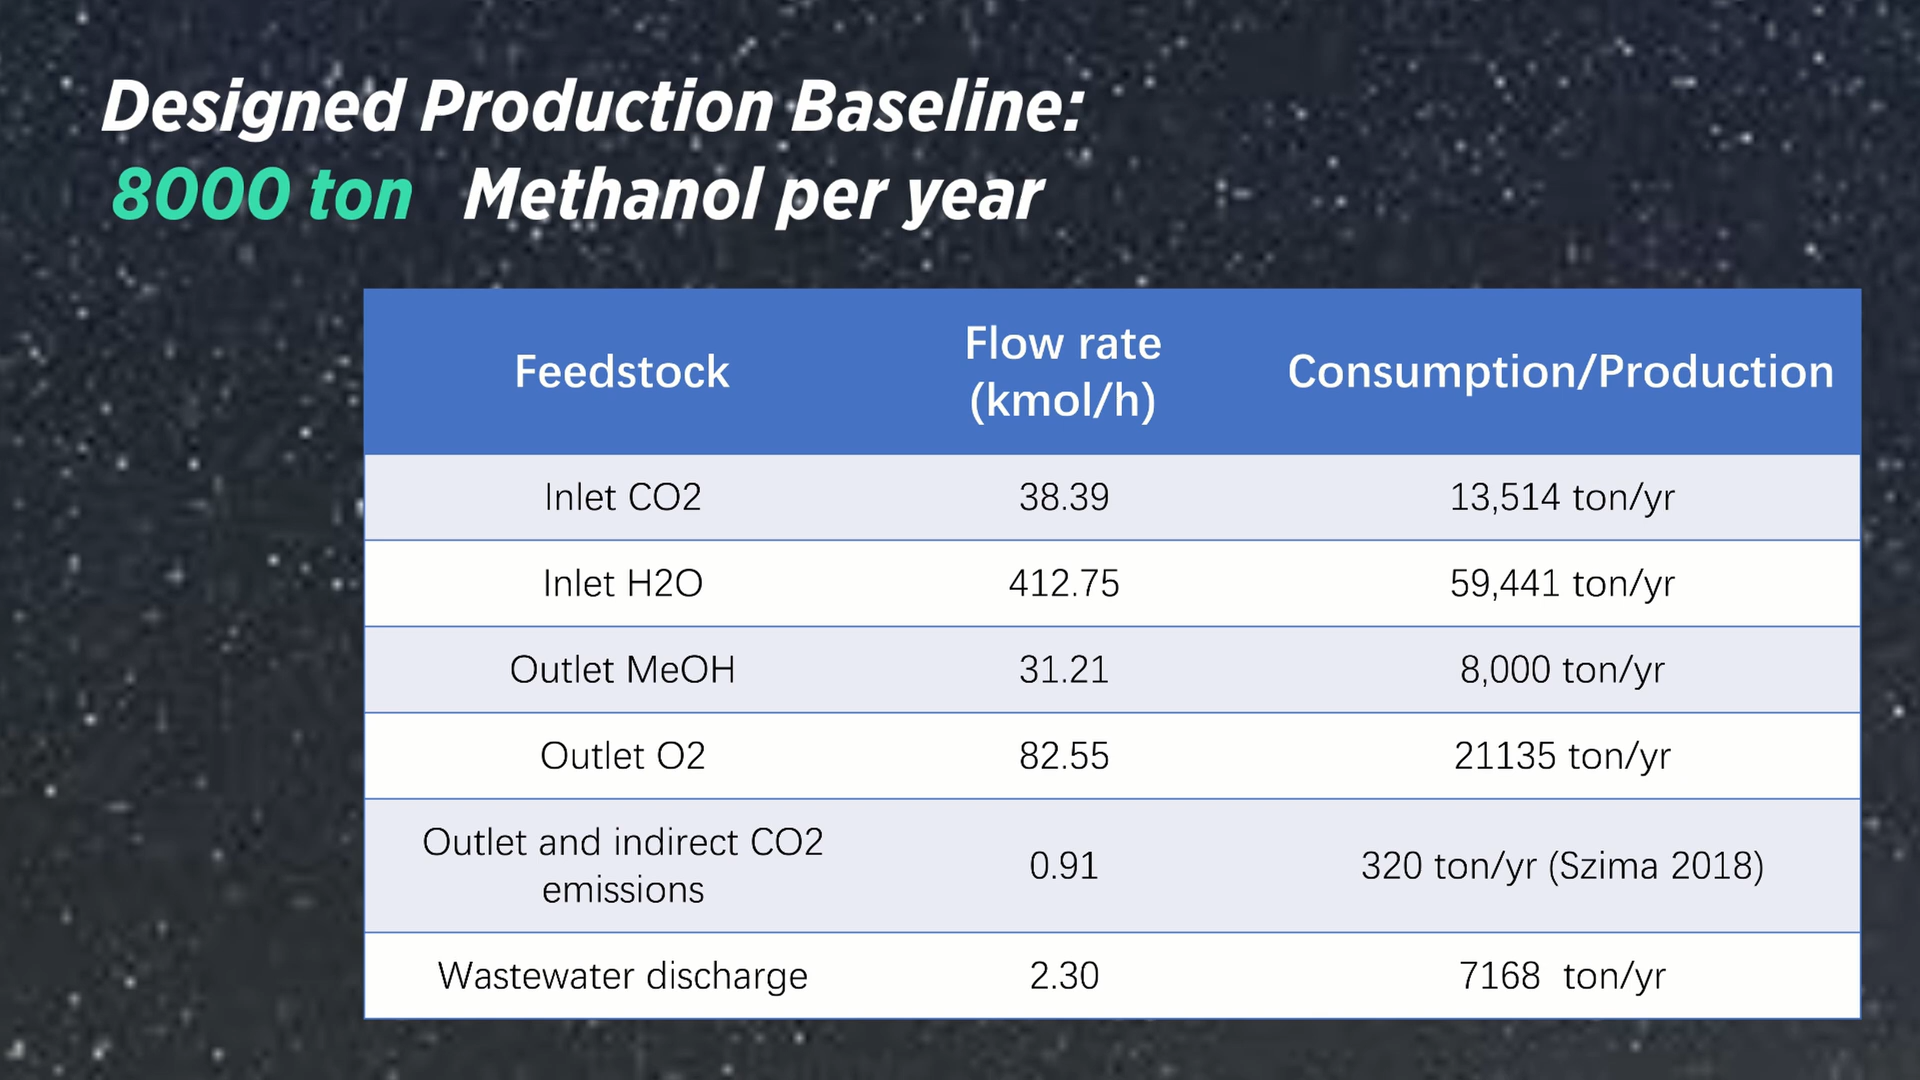 Designed Production Baseline:
8000 ton Methanol per year
Feedstock
Flow rate
(kmol/h)
Consumption/Production
Inlet CO2 38.39 13,514 ton/yr
Inlet H2O 412.75 59,441 ton/yr
Outlet MeOH 31.21 8,000 ton/yr
Outlet O2 82.55 21135 ton/yr
Outlet and indirect CO2
emissions
0.91 320 ton/yr (Szima 2018)
Wastewater discharge 2.30 7168 ton/yr